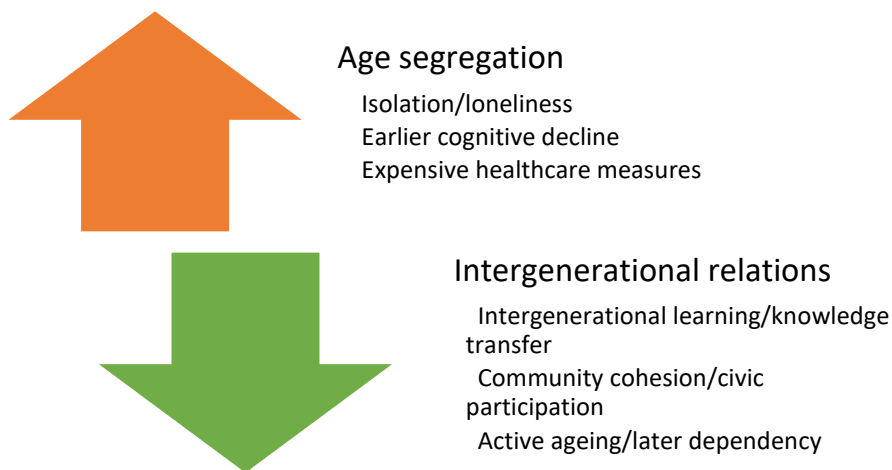 Age segregation
Isolation/loneliness
Earlier cognitive decline
Expensive healthcare measures
Intergenerational relations
Intergenerational learning/knowledge
transfer
Community cohesion/civic
participation
Active ageing/later dependency